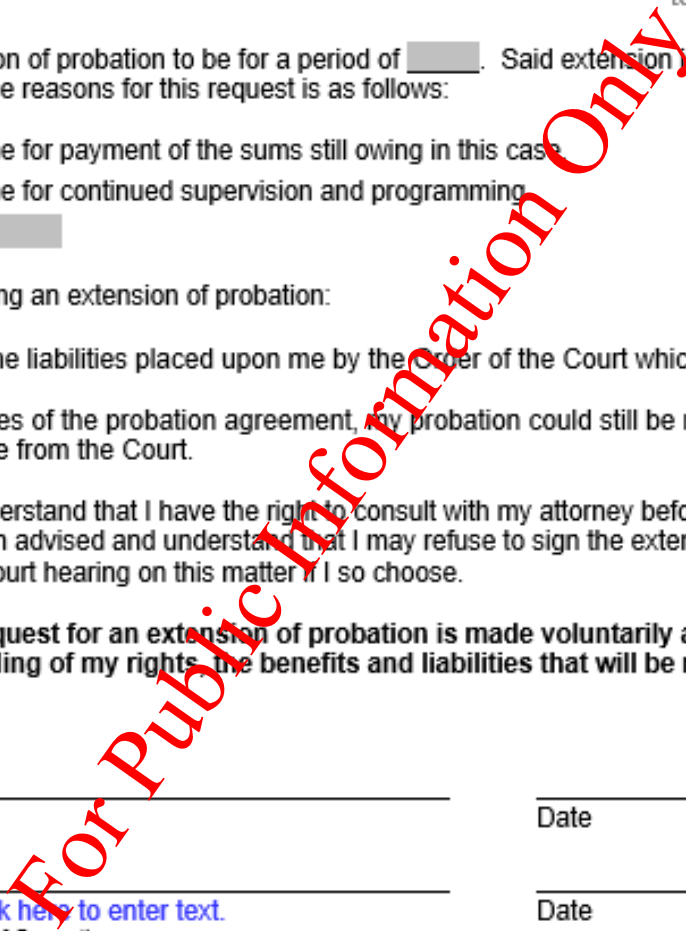 on of probation to be for a period of _____. Said extension i
e reasons for this request is as follows:
e for payment of the sums still owing in this case.
e for continued supervision and programming.
ng an extension of probation:
ne liabilities placed upon me by the Order of the Court whic
es of the probation agreement, my probation could still be r
e from the Court.
erstand that I have the right to consult with my attorney befo
n advised and understand that I may refuse to sign the exter
ourt hearing on this matter if I so choose.
quest for an extension of probation is made voluntarily a
ling of my rights, the benefits and liabilities that will be r
Date
k here to enter text.
Date
For Public Information Only